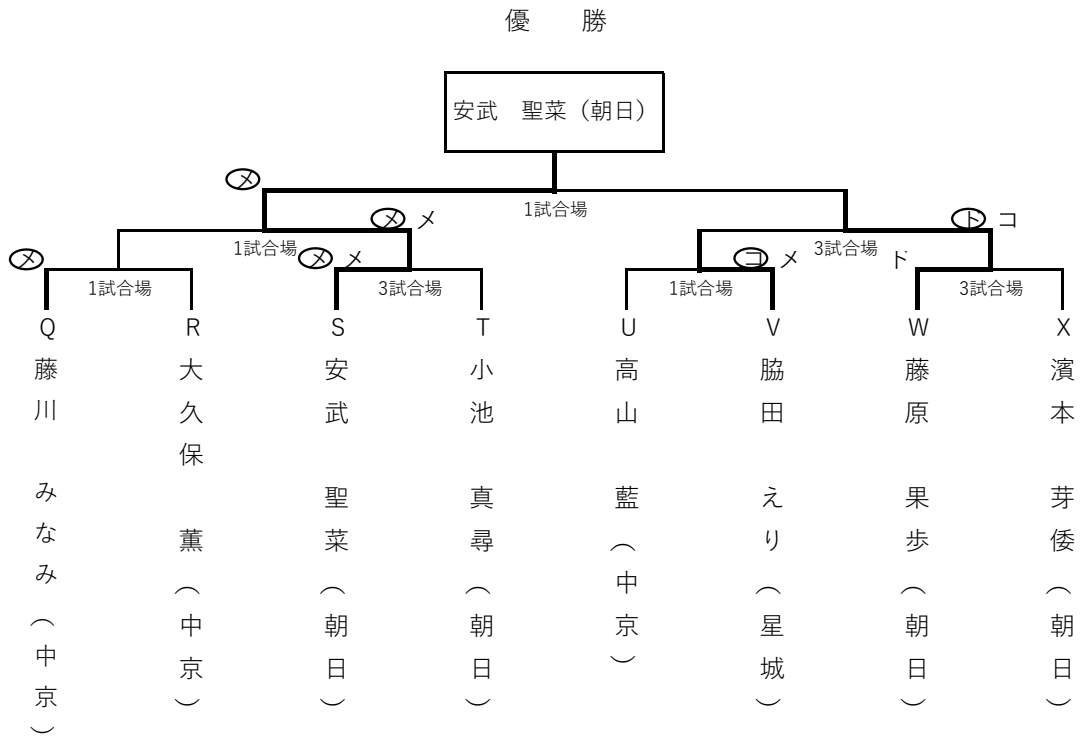 優　勝
安武　聖菜（朝日）
メ
1試合場
メ メ
ド コ
1試合場
3試合場
メ
メ メ
コ メ
ド
1試合場
3試合場
1試合場
3試合場
Q
R
S
T
U
V
W
X
藤川　みなみ（中京）
大久保　薫（中京）
安武　聖菜（朝日）
小池　真尋（朝日）
高山　藍（中京）
脇田　えり（星城）
藤原　果歩（朝日）
濱本　芽倭（朝日）